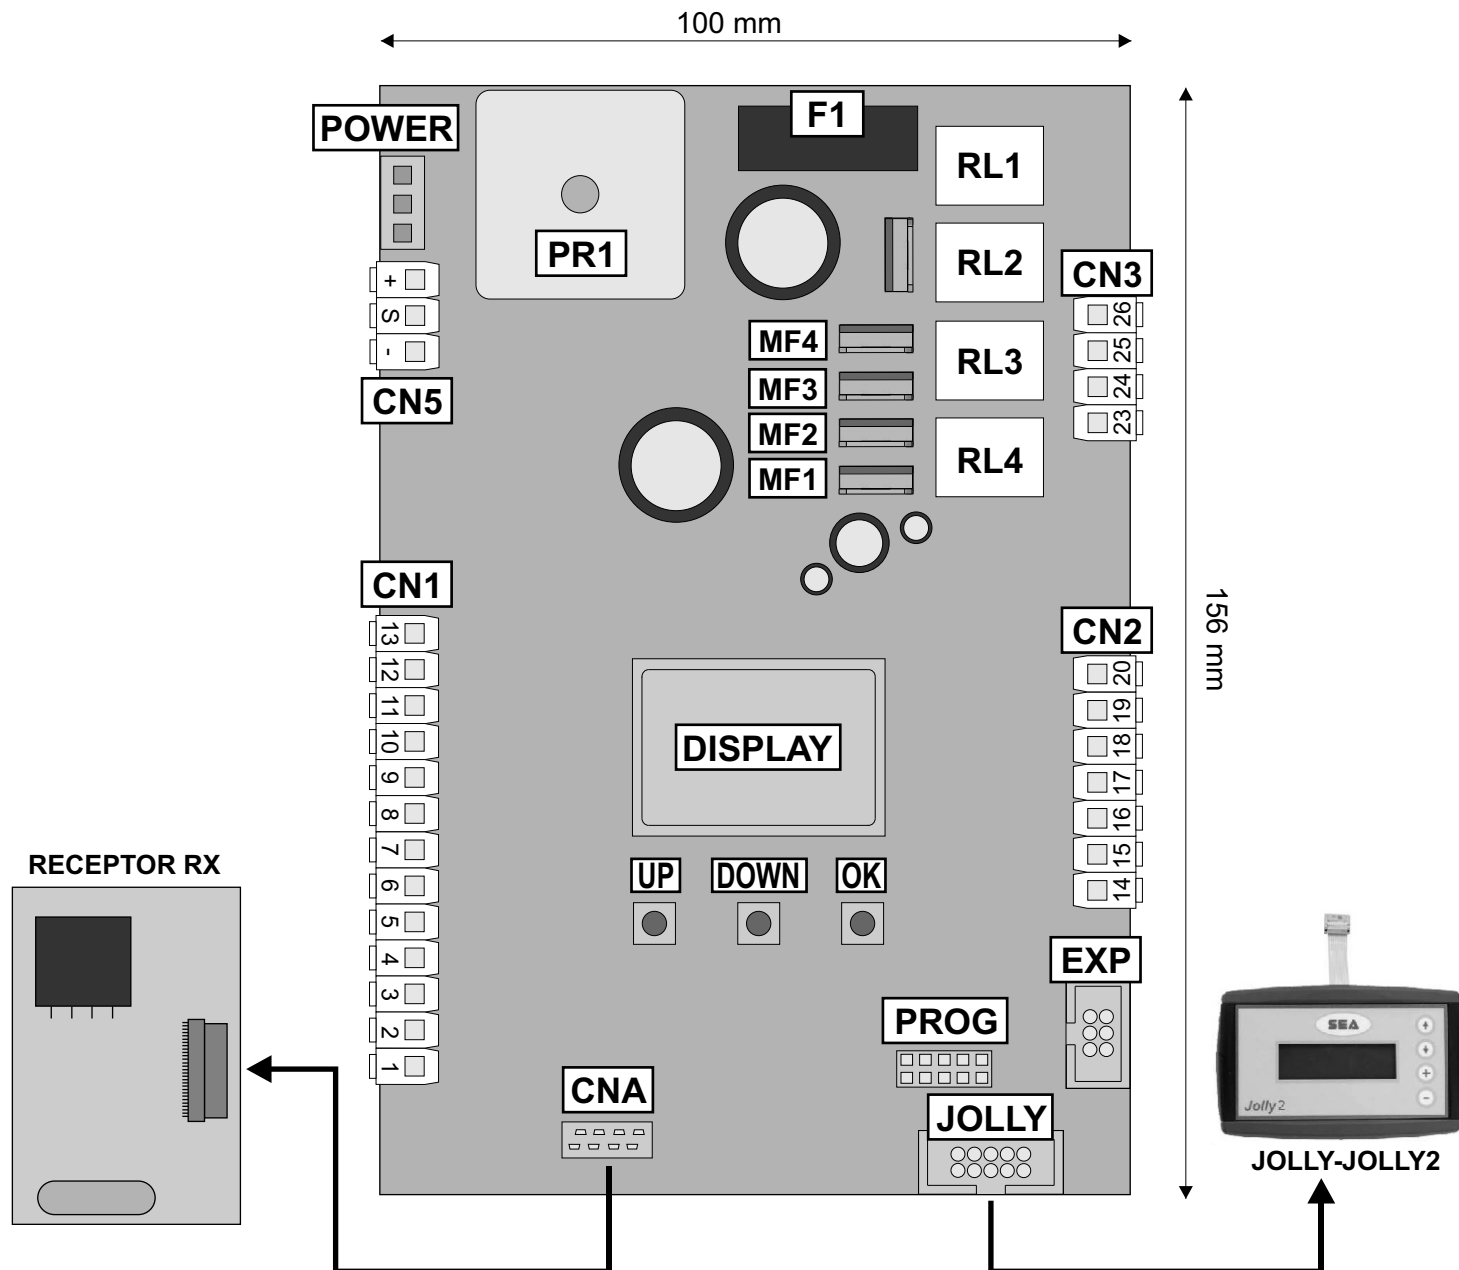 100 mm
POWER
F1
RL1
PR1
RL2
CN3
+
S
-
26
25
24
23
MF4
MF3
MF2
MF1
RL3
CN5
RL4
CN1
13
12
11
10
9
8
7
6
5
4
3
2
1
156 mm
CN2
20
19
18
17
16
15
14
DISPLAY
RECEPTOR RX
UP
DOWN
OK
EXP
PROG
CNA
JOLLY
SEA
Jolly2
JOLLY-JOLLY2